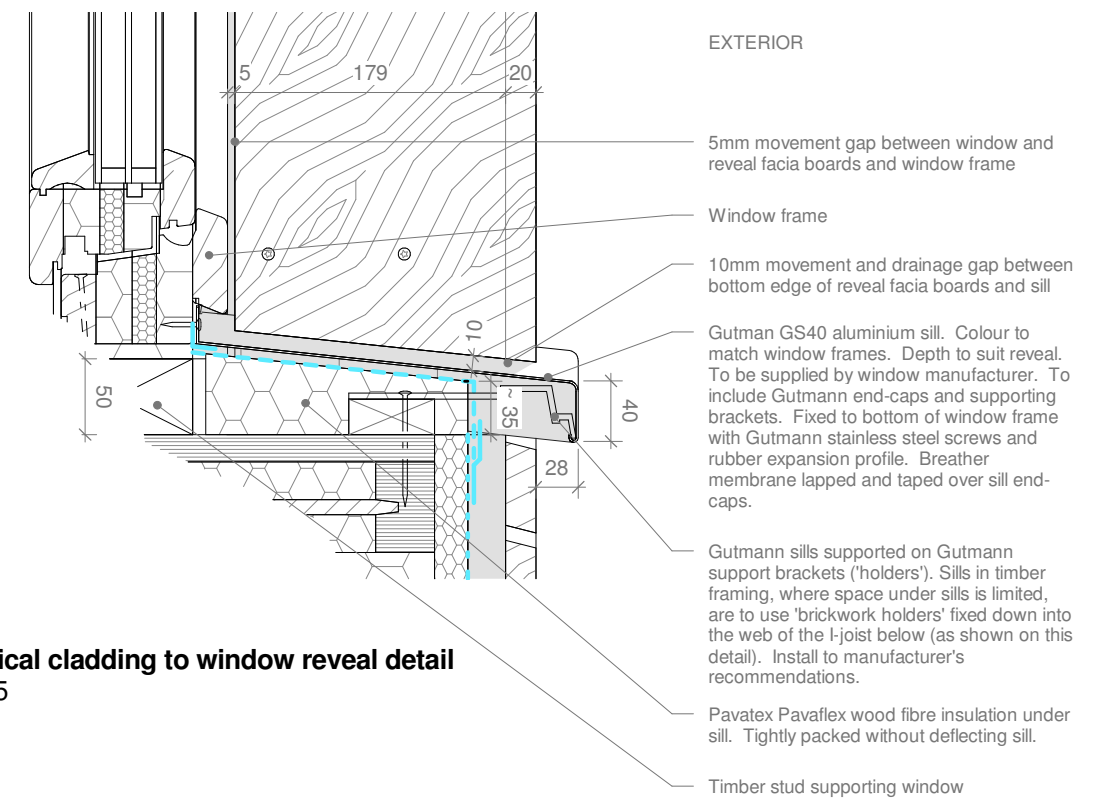 EXTERIOR
5
179
20
5mm movement gap between window and
reveal facia boards and window frame
Window frame
10mm movement and drainage gap between
bottom edge of reveal facia boards and sill
Gutman GS40 aluminium sill.  Colour to
match window frames.  Depth to suit reveal.
To be supplied by window manufacturer.  To
include Gutmann end-caps and supporting
brackets.  Fixed to bottom of window frame
with Gutmann stainless steel screws and
rubber expansion profile.  Breather
membrane lapped and taped over sill end-
caps.
10
50
~ 35
40
28
Gutmann sills supported on Gutmann
support brackets ('holders'). Sills in timber
framing, where space under sills is limited,
are to use 'brickwork holders' fixed down into
the web of the I-joist below (as shown on this
detail).  Install to manufacturer's
recommendations.
ical cladding to window reveal detail
5
Pavatex Pavaflex wood fibre insulation under
sill.  Tightly packed without deflecting sill.
Timber stud supporting window